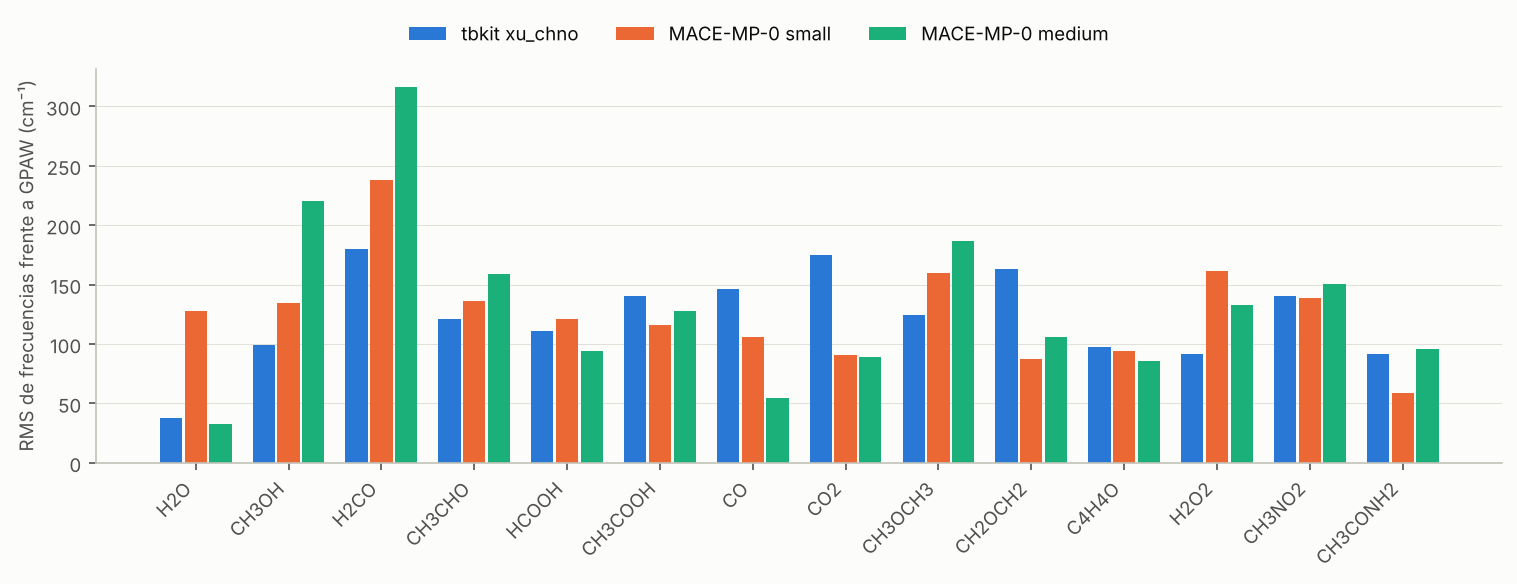 tbkit xu_chno MACE-MP-0 small MACE-MP-0 medium
RMS de frecuencias frente a GPAW (cm⁻¹)
300
250
200
150
100
50
0
H2O CH3OH H2CO CH3CHO HCOOH CH3COOH CO CO2 CH3OCH3 CH2OCH2 C4H4O H2O2 CH3NO2 CH3CONH2